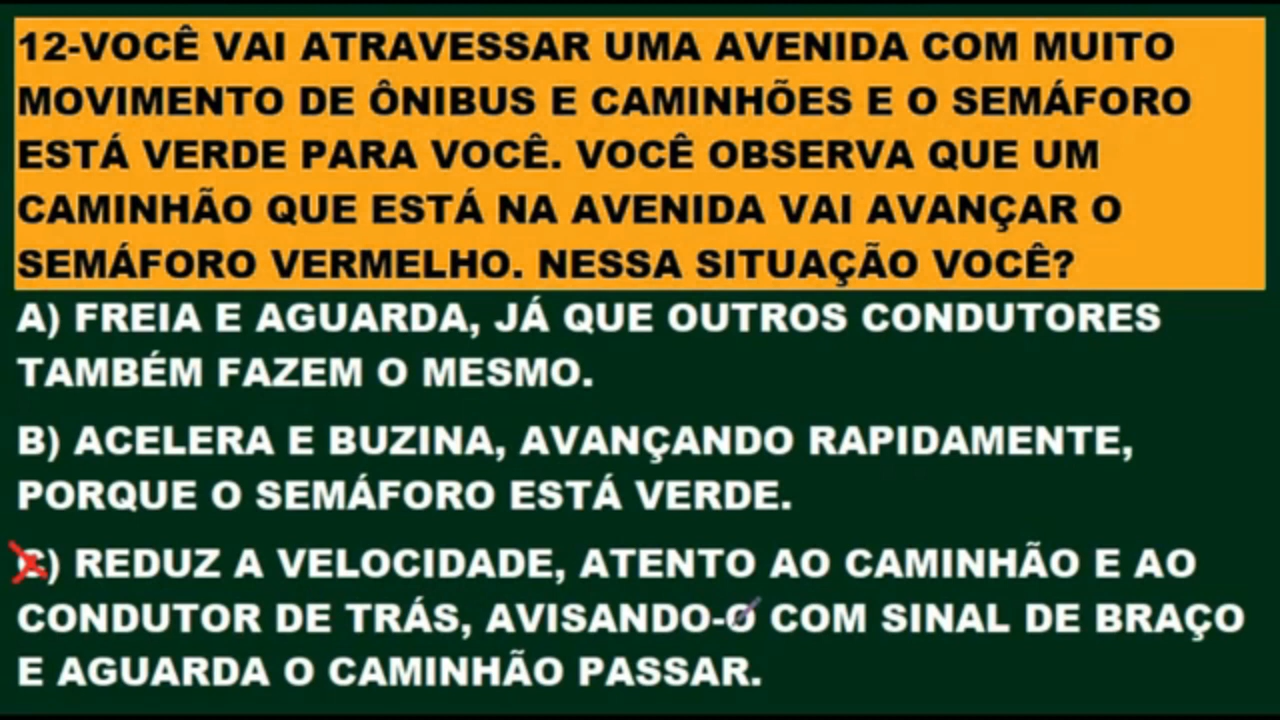 12-VOCÊ VAI ATRAVESSAR UMA AVENIDA COM MUITO
MOVIMENTO DE ÔNIBUS E CAMINHÕES E O SEMÁFORO
ESTÁ VERDE PARA VOCÊ. VOCÊ OBSERVA QUE UM
CAMINHÃO QUE ESTÁ NA AVENIDA VAI AVANÇAR O
SEMÁFORO VERMELHO. NESSA SITUAÇÃO VOCÊ?
A) FREIA E AGUARDA, JÁ QUE OUTROS CONDUTORES
TAMBÉM FAZEM O MESMO.
B) ACELERA E BUZINA, AVANÇANDO RAPIDAMENTE,
PORQUE O SEMÁFORO ESTÁ VERDE.
C) REDUZ A VELOCIDADE, ATENTO AO CAMINHÃO E AO
CONDUTOR DE TRÁS, AVISANDO-O COM SINAL DE BRAÇO
E AGUARDA O CAMINHÃO PASSAR.